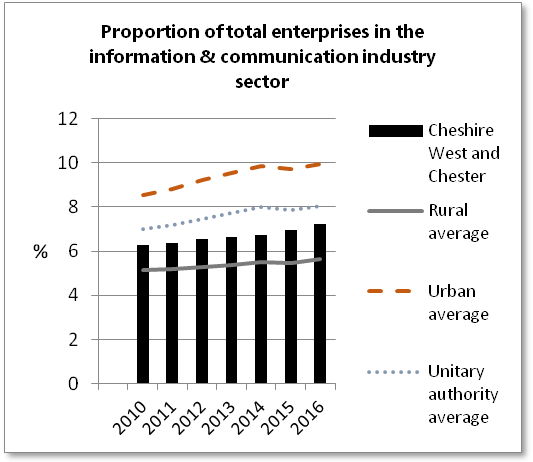 Proportion of total enterprises in the
information & communication industry
sector
12
10
8
6
4
2
0
%
2010
2011
2012
2013
2014
2015
2016
Cheshire
West and
Chester
Rural
average
Urban
average
Unitary
authority
average